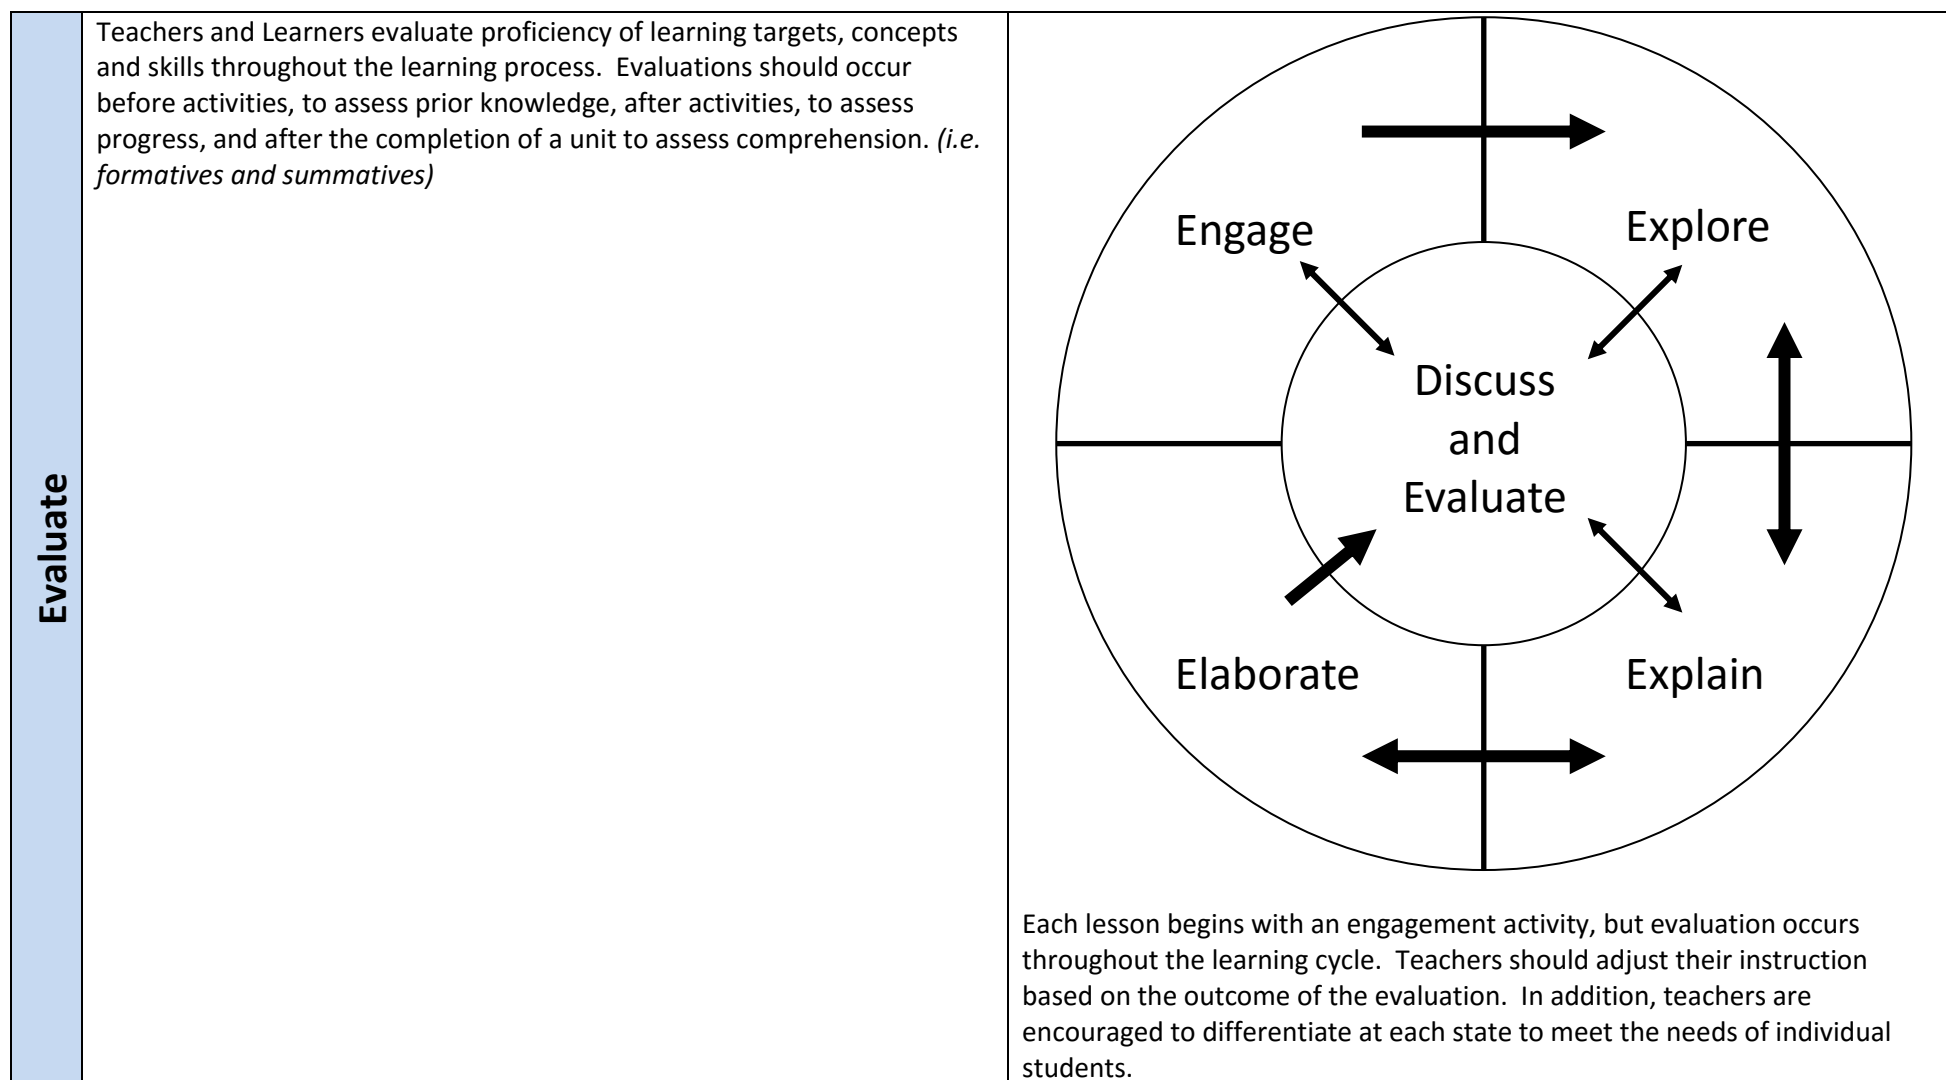 Evaluate
Teachers and Learners evaluate proficiency of learning targets, concepts
and skills throughout the learning process.  Evaluations should occur
before activities, to assess prior knowledge, after activities, to assess
progress, and after the completion of a unit to assess comprehension. (i.e.
formatives and summatives)
Engage
Explore
Discuss
and
Evaluate
Elaborate
Explain
Each lesson begins with an engagement activity, but evaluation occurs
throughout the learning cycle.  Teachers should adjust their instruction
based on the outcome of the evaluation.  In addition, teachers are
encouraged to differentiate at each state to meet the needs of individual
students.